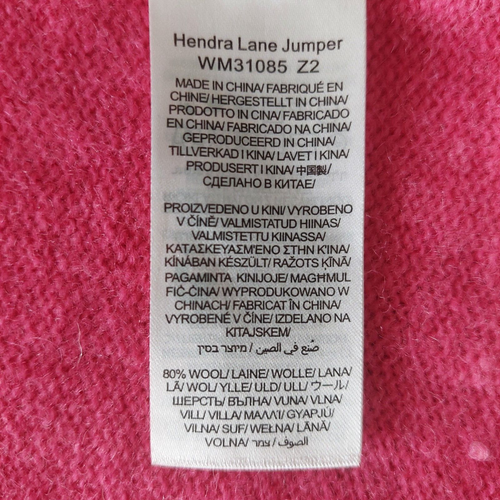 Hendra Lane Jumper
WM31085 Z2
MADE IN CHINA/ FABRIQUÉ EN
CHINE/ HERGESTELLT IN CHINA/
PRODOTTO IN CINA/ FABRICADO
EN CHINA/ FABRICADO NA CHINA/
GEPRODUCEERD IN CHINA/
TILLVERKAD I KINA/ LAVET I KINA/
PRODUSERT I KINA/ 中国製/
СДЕЛАНО В КИТАЕ/
PROIZVEDENO U KINI/ VYROBENO
V ČÍNĚ/ VALMISTATUD HIINAS/
VALMISTETTU KIINASSA/
ΚΑΤΑΣΚΕΥΑΣΜ'ΕΝΟ ΣΤΗΝ Κ'ΙΝΑ/
KÍNÁBAN KÉSZÜLT/ RAŽOTS ĶĪNĀ/
PAGAMINTA KINIJOJE/ MAGĦMUL
FIĊ-ĊINA/ WYPRODUKOWANO W
CHINACH/ FABRICAT ÎN CHINA/
VYROBENÉ V ČÍNE/ IZDELANO NA
KITAJSKEM/
صُنع في الصين/ מיוצר בסין
80% WOOL/ LAINE/ WOLLE/ LANA/
LÃ/ WOL/ YLLE/ ULD/ ULL/ ウール/
ШЕРСТЬ/ BAMBAŁNA/ VUNA/ VLNA/
VILL/ VILLA/ ΜΑΛΛΊ/ GYAPJÚ/
VILNA/ SUF/ WEŁNA/ LÂNĂ/
VOLNA/ الصوف/ צמר